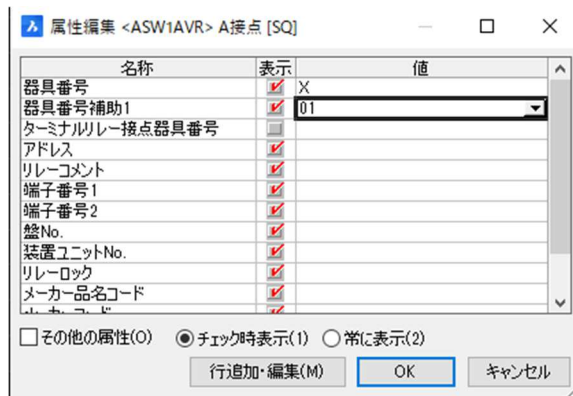 属性編集 <ASW1AVR> A接点 [SQ]
名称 表示 値
器具番号 X
器具番号補助1 01
ターミナルリレー接点器具番号
アドレス
リレーコメント
端子番号1
端子番号2
盤No.
装置ユニットNo.
リレーロック
メーカー品名コード
その他の属性(O) チェック時表示(1) 常に表示(2)
行追加・編集(M) OK キャンセル